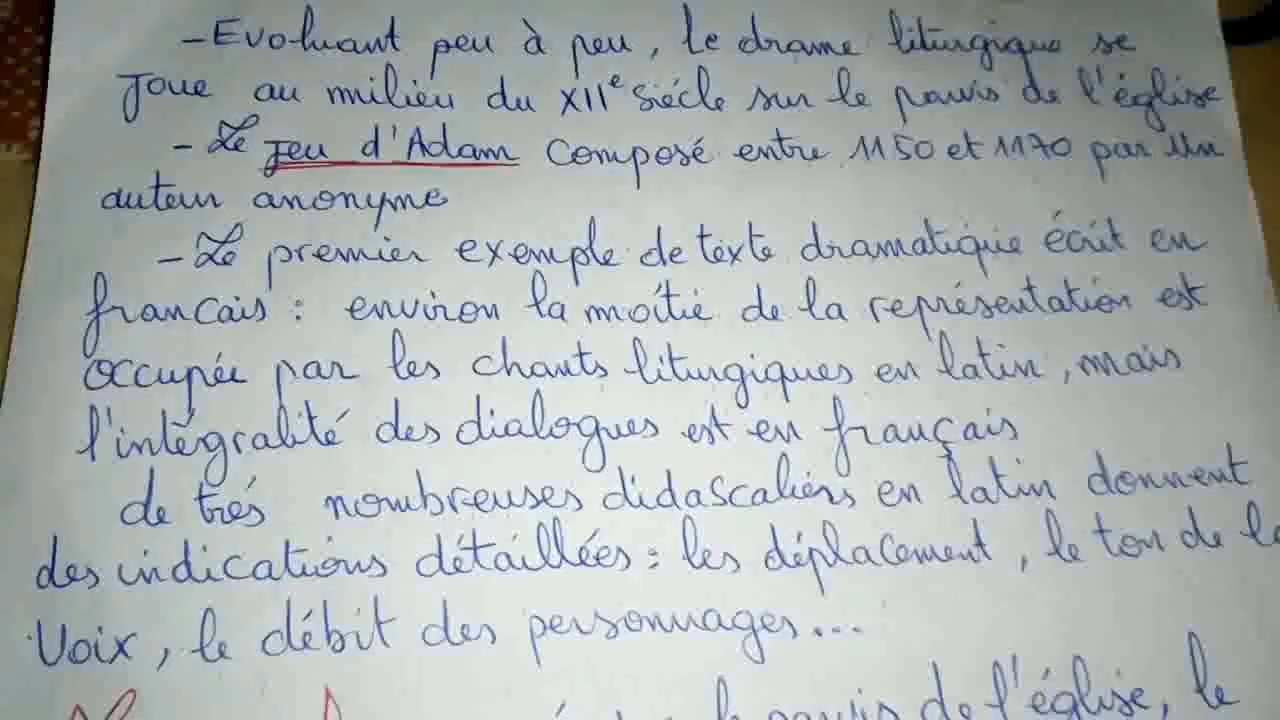 -Evoluant peu à peu, le drame liturgique se
Joue au milieu du XIIe siécle sur le parvis de l'église
- Le Jeu d'Adam Composé entre 1150 et 1170 par un
auteur anonyme
- Le premier exemple de texte dramatique écrit en
francais : environ la moitié de la représentation est
occupée par les chants liturgiques en latin, mais
l'intégralité des dialogues est en français
de trés nombreuses didascaliens en latin donnent
des indications détaillées : les déplacement, le ton de la
Voix, le débit des personnages...
parvis de l'église, le